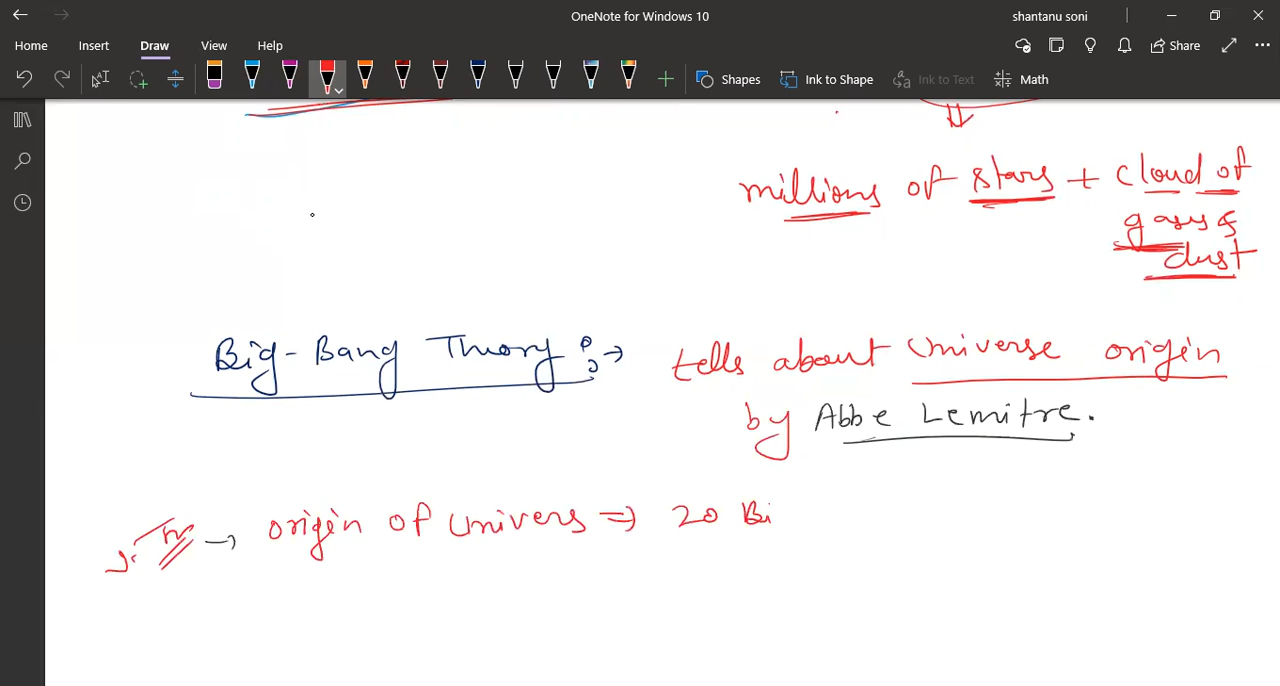 OneNote for Windows 10
shantanu soni
Home Insert Draw View Help
Share
Shapes Ink to Shape Ink to Text Math
millions of stars + cloud of
gases &
dust
Big-Bang Theory :→ tells about Universe origin
by Abbe Lemitre.
→ origin of Univers ⇒ 20 Bi